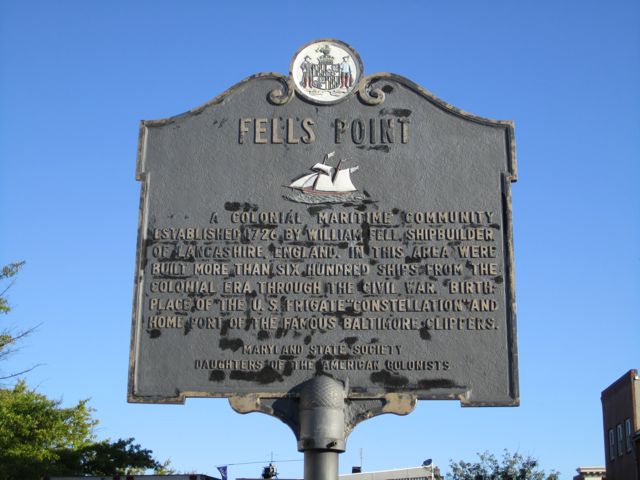 FELL'S POINT
A COLONIAL MARITIME COMMUNITY
ESTABLISHED 1726 BY WILLIAM FELL, SHIPBUILDER
OF LANCASHIRE, ENGLAND. IN THIS AREA WERE
BUILT MORE THAN SIX HUNDRED SHIPS FROM THE
COLONIAL ERA THROUGH THE CIVIL WAR. BIRTH-
PLACE OF THE U.S. FRIGATE "CONSTELLATION" AND
HOME PORT OF THE FAMOUS BALTIMORE CLIPPERS.
MARYLAND STATE SOCIETY
DAUGHTERS OF THE AMERICAN COLONISTS